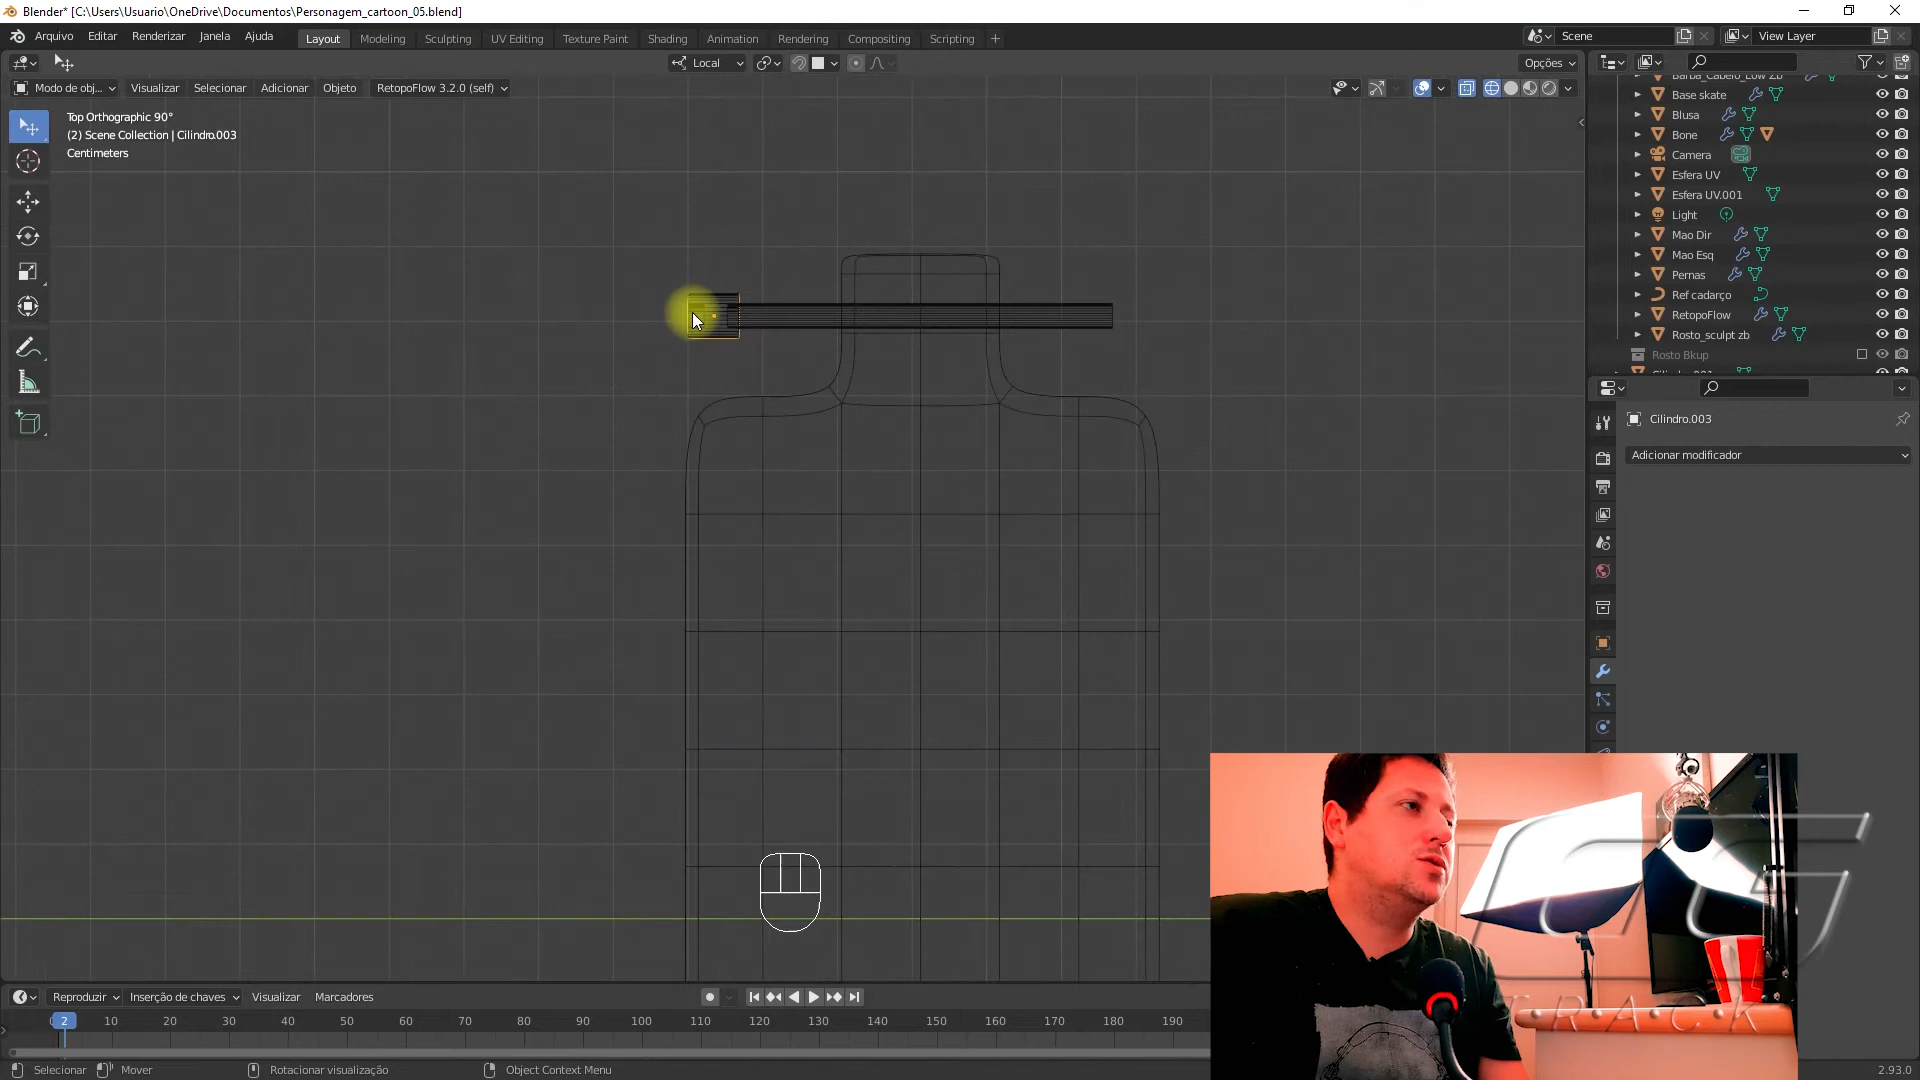 Blender* [C:\Users\Usuario\OneDrive\Documentos\Personagem_cartoon_05.blend]
Arquivo Editar Renderizar Janela Ajuda Layout Modeling Sculpting UV Editing Texture Paint Shading Animation Rendering Compositing Scripting + Scene View Layer
Local Opções
Modo de obj... Visualizar Selecionar Adicionar Objeto RetopoFlow 3.2.0 (self)
Top Orthographic 90°
(2) Scene Collection | Cilindro.003
Centimeters
Barba_Cabelo_Low Zb
Base skate
Blusa
Bone
Camera
Esfera UV
Esfera UV.001
Light
Mao Dir
Mao Esq
Pernas
Ref cadarço
RetopoFlow
Rosto_sculpt zb
Rosto Bkup
Cilindro.001
Cilindro.003
Adicionar modificador
TRACK
Reproduzir Inserção de chaves Visualizar Marcadores
2 10 20 30 40 50 60 70 80 90 100 110 120 130 140 150 160 170 180 190
Selecionar Mover Rotacionar visualização Object Context Menu 2.93.0